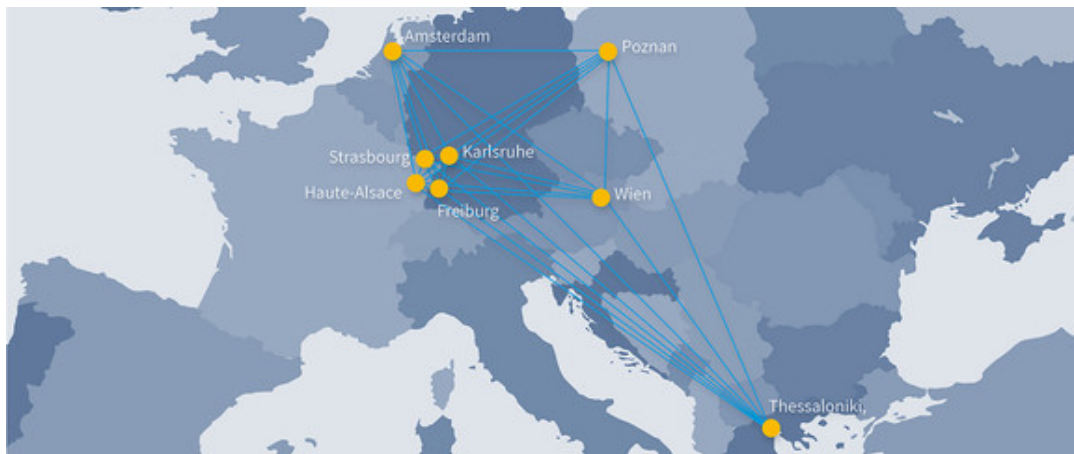 Amsterdam
Poznan
Strasbourg
Karlsruhe
Haute-Alsace
Wien
Freiburg
Thessaloniki,